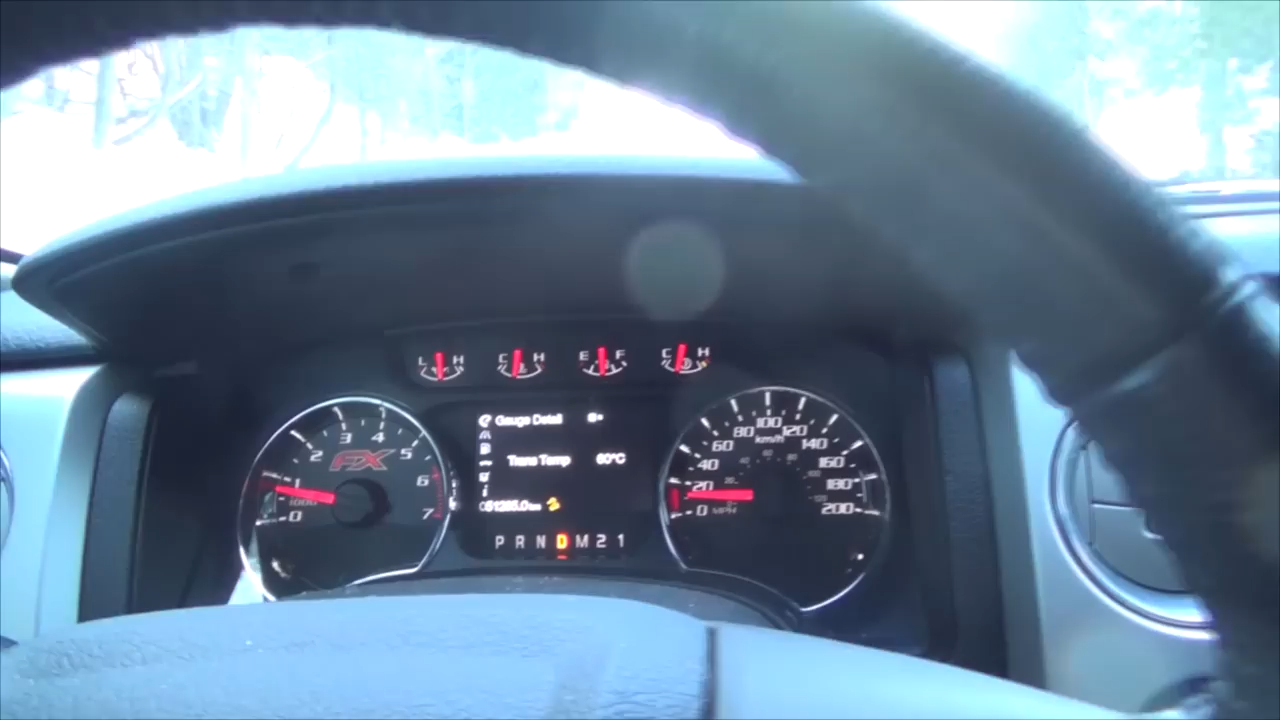 L H C H E F C H
Gauge Detail
Trans Temp 60°C
P R N D M 2 1
0 1 2 3 4 5 6 7
1000
FX
0 20 40 60 80 100 120 140 160 180 200
km/h
MPH